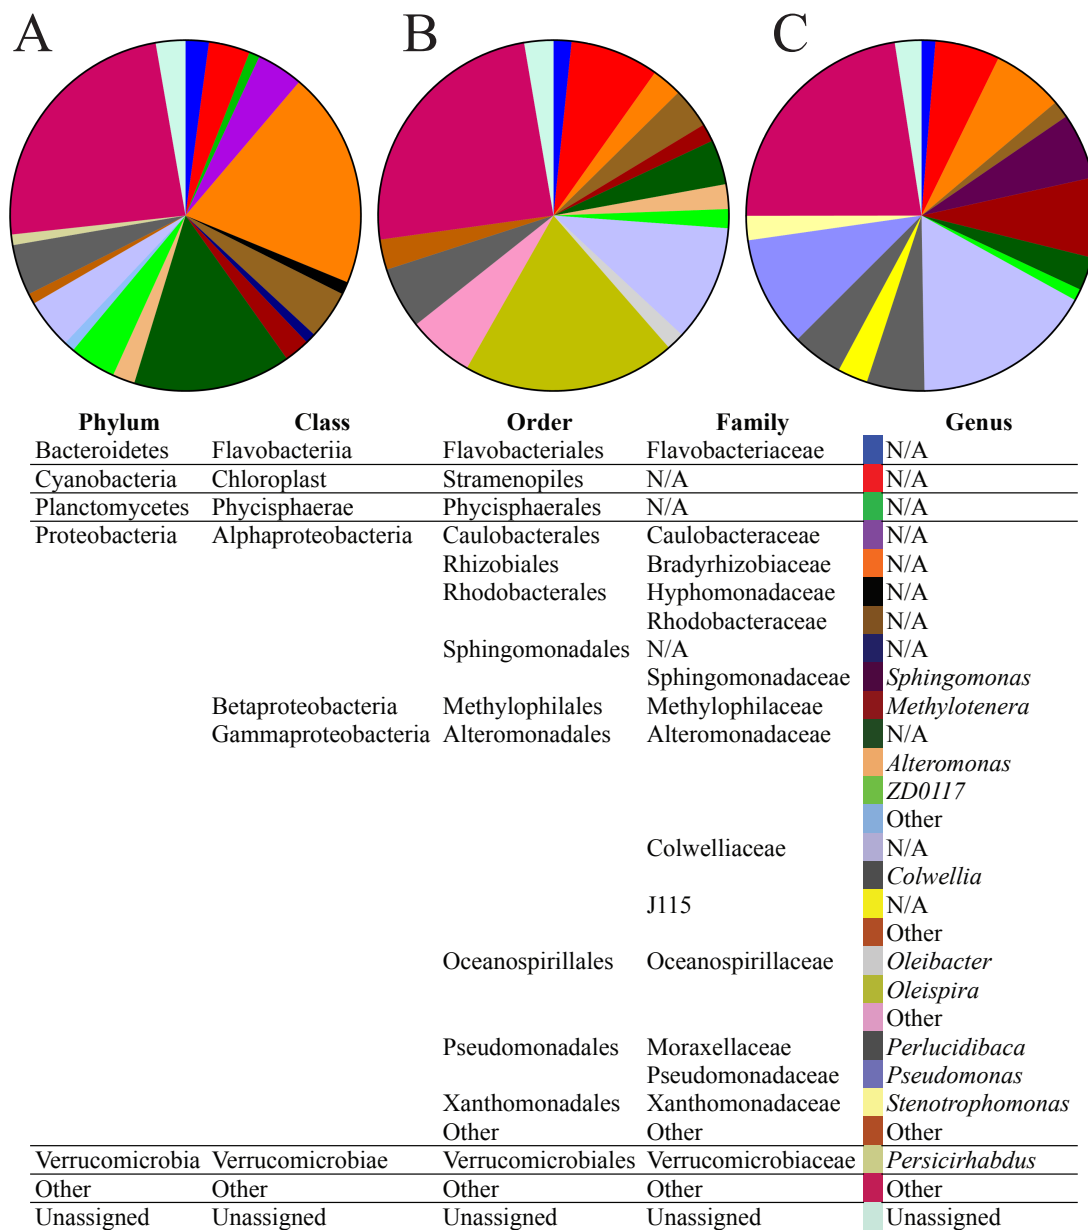 A B C
Phylum Class Order Family Genus
Bacteroidetes Flavobacteriia Flavobacteriales Flavobacteriaceae N/A
Cyanobacteria Chloroplast Stramenopiles N/A N/A
Planctomycetes Phycisphaerae Phycisphaerales N/A N/A
Proteobacteria Alphaproteobacteria Caulobacterales Caulobacteraceae N/A
Rhizobiales Bradyrhizobiaceae N/A
Rhodobacterales Hyphomonadaceae N/A
Rhodobacteraceae N/A
Sphingomonadales N/A N/A
Sphingomonadaceae Sphingomonas
Betaproteobacteria Methylophilales Methylophilaceae Methylotenera
Gammaproteobacteria Alteromonadales Alteromonadaceae N/A
Alteromonas
ZD0117
Other
Colwelliaceae N/A
Colwellia
J115 N/A
Other
Oceanospirillales Oceanospirillaceae Oleibacter
Oleispira
Other
Pseudomonadales Moraxellaceae Perlucidibaca
Pseudomonadaceae Pseudomonas
Xanthomonadales Xanthomonadaceae Stenotrophomonas
Other Other Other
Verrucomicrobia Verrucomicrobiae Verrucomicrobiales Verrucomicrobiaceae Persicirhabdus
Other Other Other Other Other
Unassigned Unassigned Unassigned Unassigned Unassigned